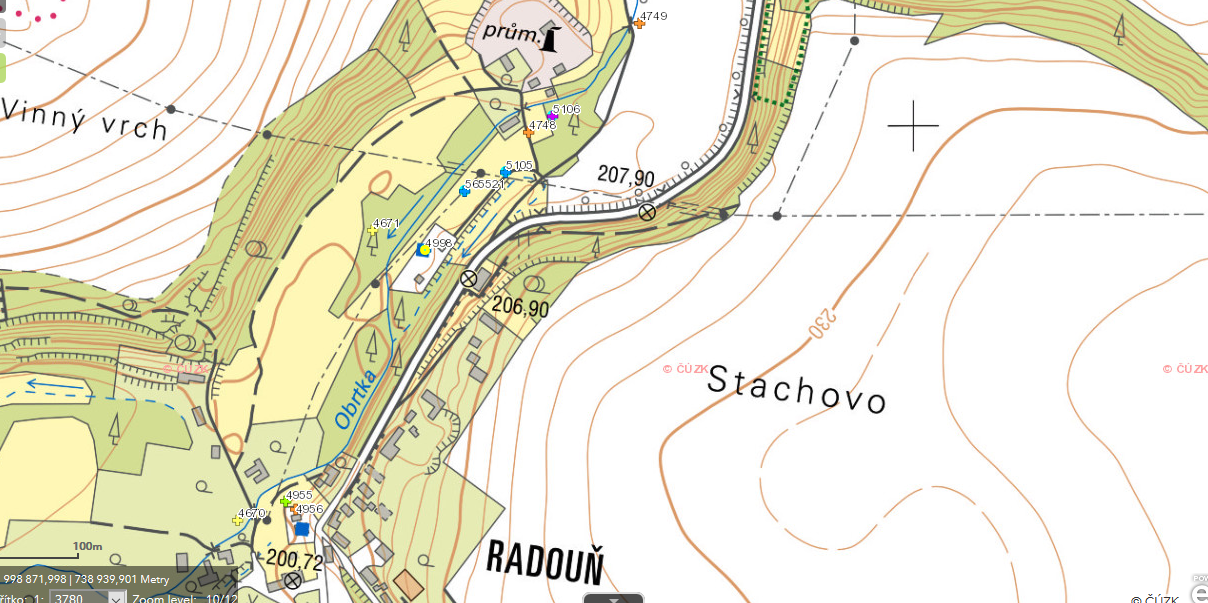 4749
prům.
5106
4748
Vinný vrch
5105
565521
207,90
4671
4998
206,90
230
© ČÚZK
© ČÚZK
© ČÚZK
Stachovo
Obrtka
4955
4956
4670
100m
200,72
RADOUŇ
998 871,998 | 738 939,901 Metry
řítko: 1: 3780 Zoom level: 10/12
© ČÚZK